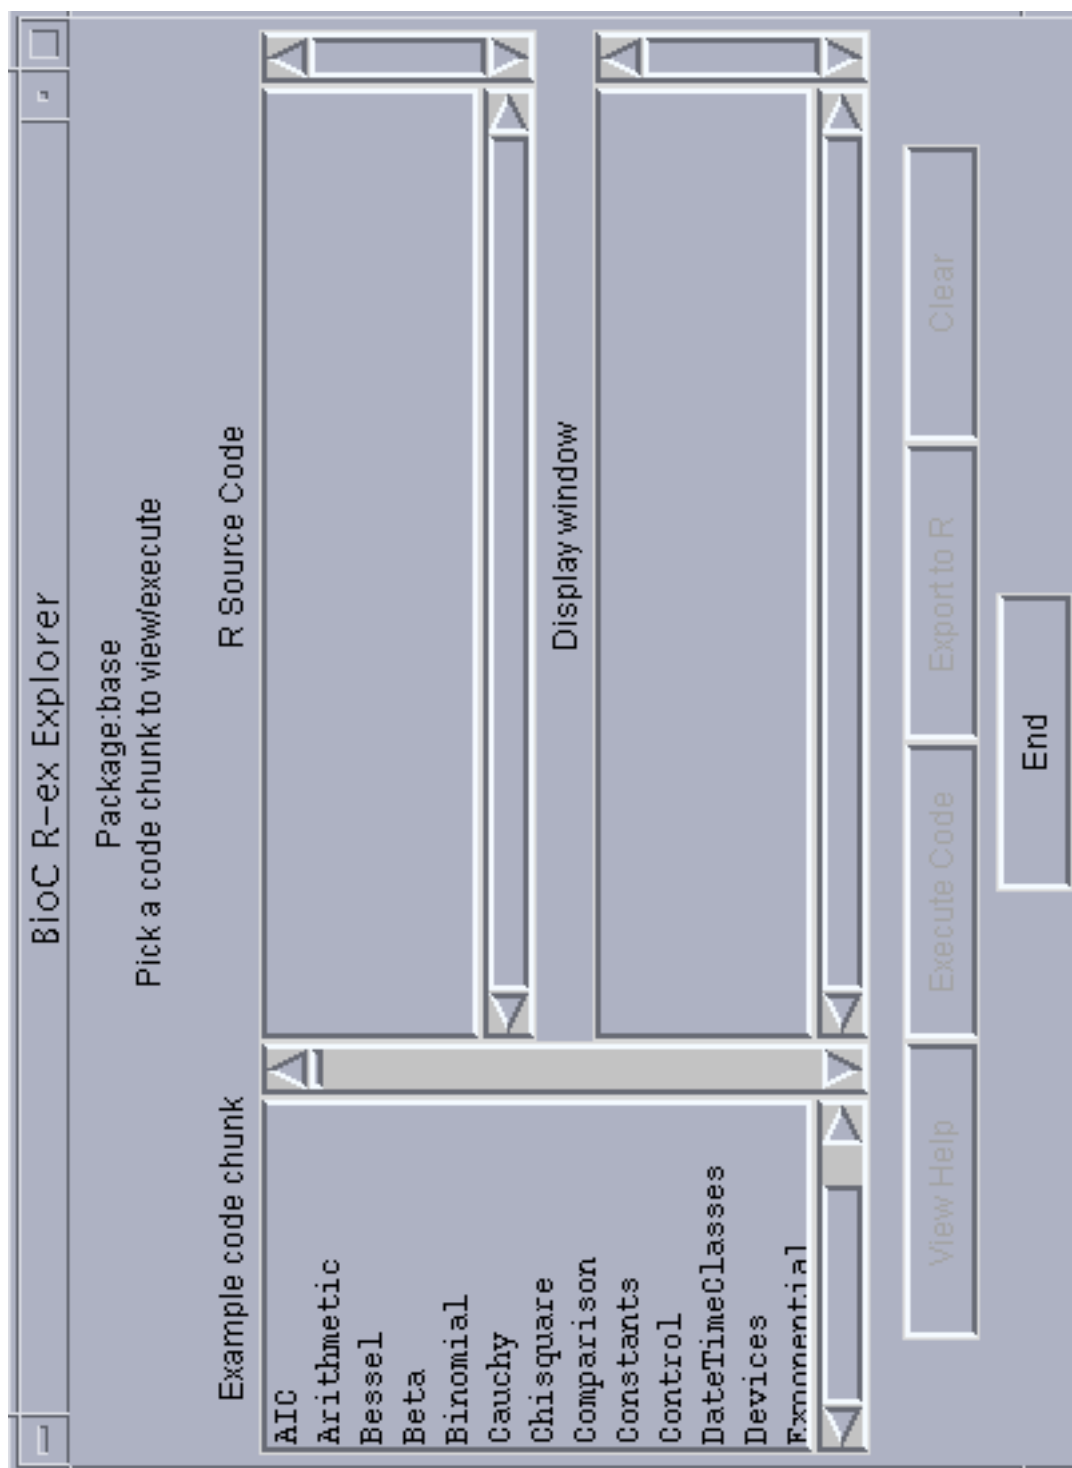 BioC R-ex Explorer
Package:base
Pick a code chunk to view/execute
Example code chunk
AIC
Arithmetic
Bessel
Beta
Binomial
Cauchy
Chisquare
Comparison
Constants
Control
DateTimeClasses
Devices
Exponential
R Source Code
Display window
View Help
Execute Code
Export to R
Clear
End